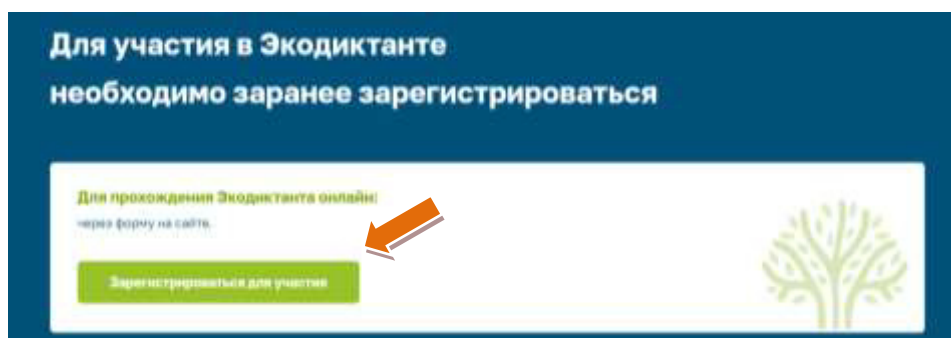 Для участия в Экодиктанте
необходимо заранее зарегистрироваться
Для прохождения Экодиктанта онлайн:
через форму на сайте.
Зарегистрироваться для участия